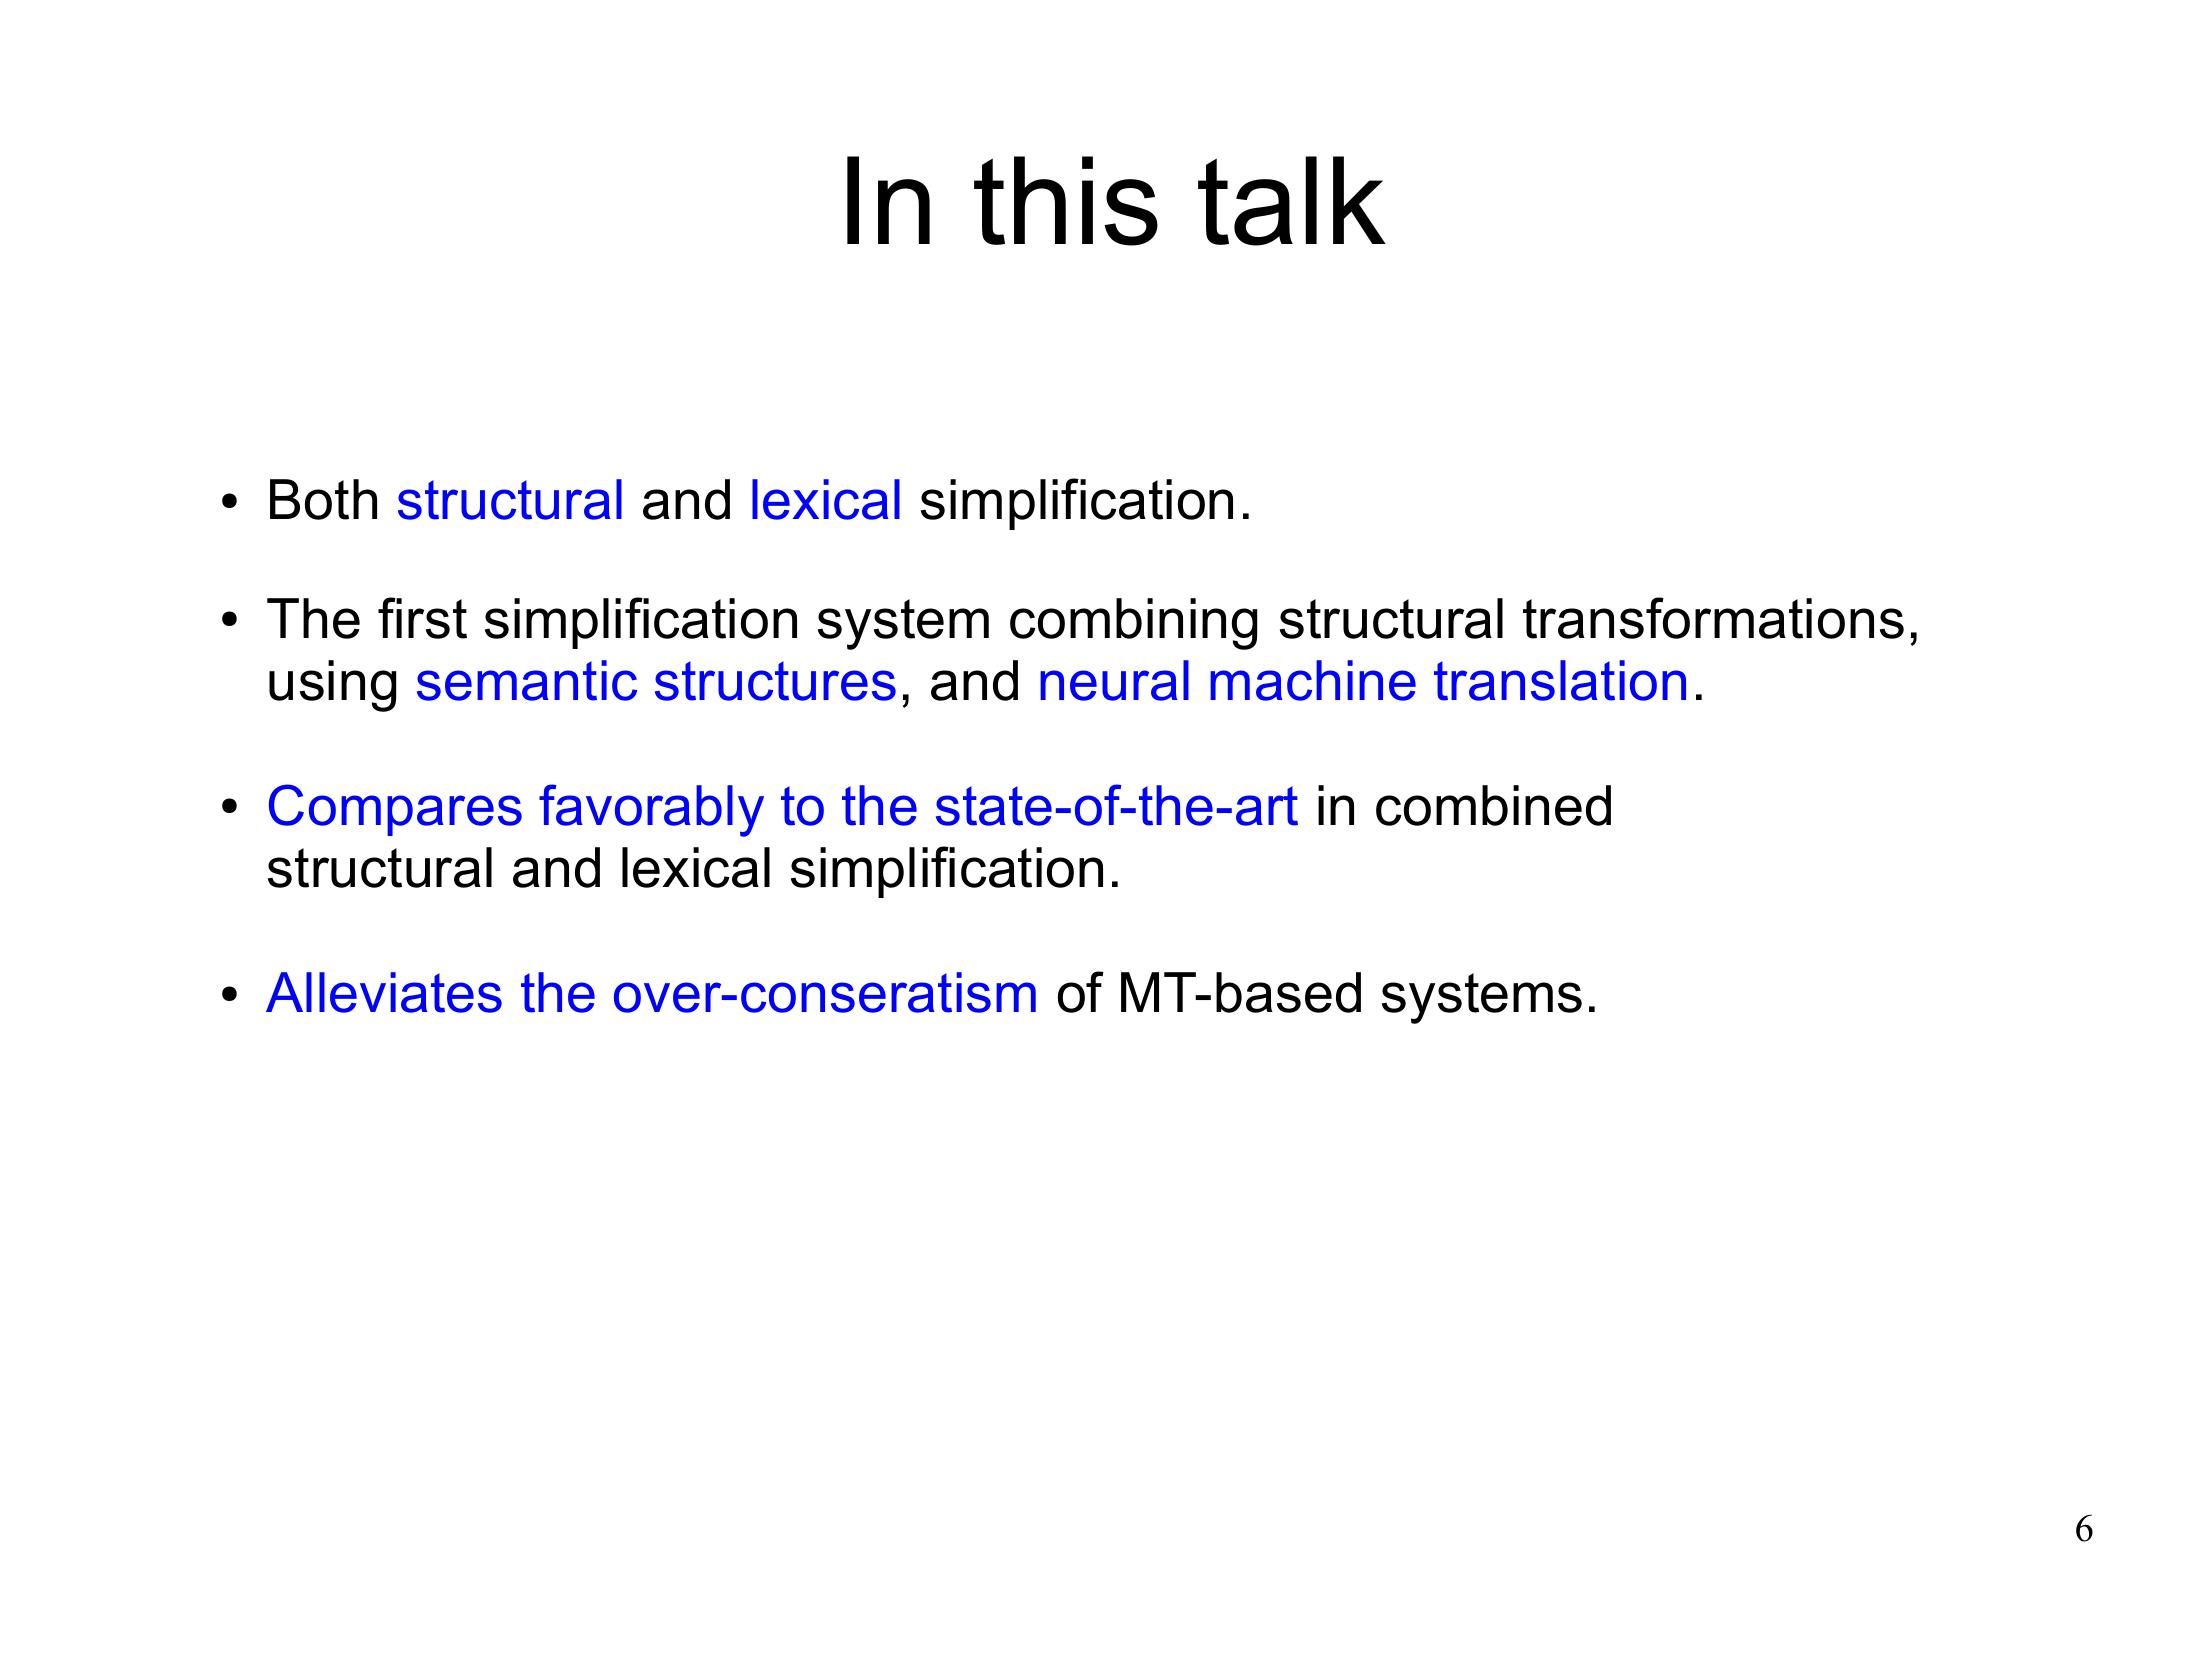 In this talk
• Both structural and lexical simplification.
• The first simplification system combining structural transformations,
using semantic structures, and neural machine translation.
• Compares favorably to the state-of-the-art in combined
structural and lexical simplification.
• Alleviates the over-conseratism of MT-based systems.
6